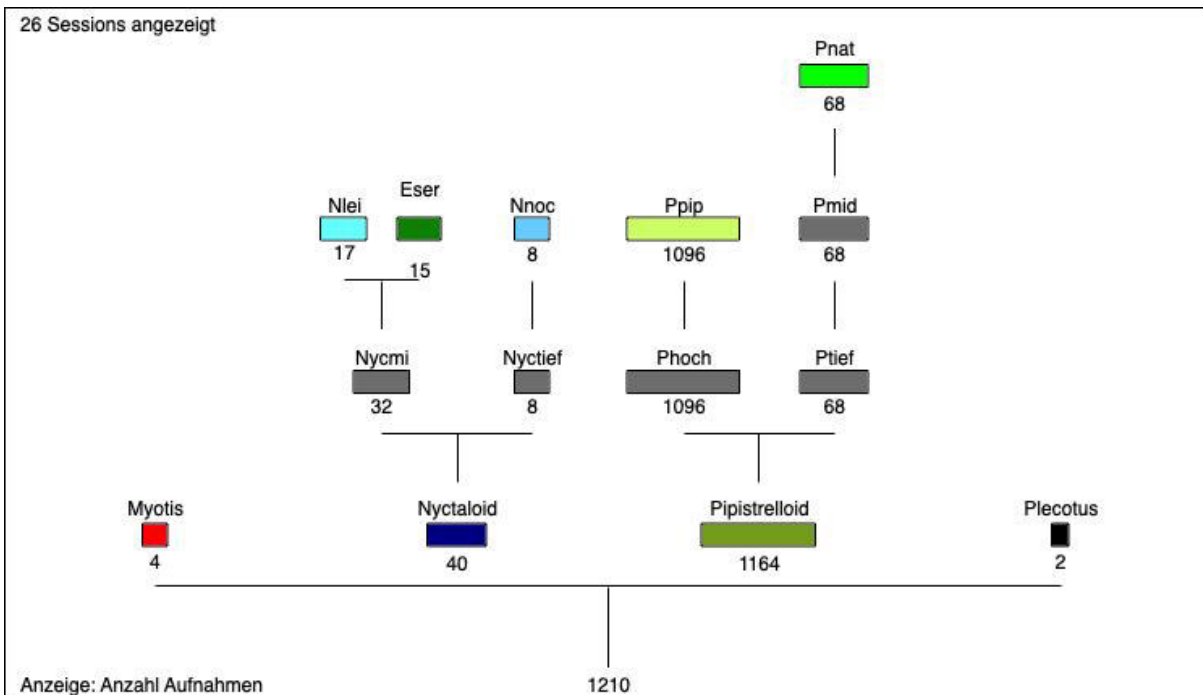 26 Sessions angezeigt
Pnat
68
Nlei Eser Nnoc Ppip Pmid
17 15 8 1096 68
Nycmi Nyctief Phoch Ptief
32 8 1096 68
Myotis Nyctaloid Pipistrelloid Plecotus
4 40 1164 2
Anzeige: Anzahl Aufnahmen 1210